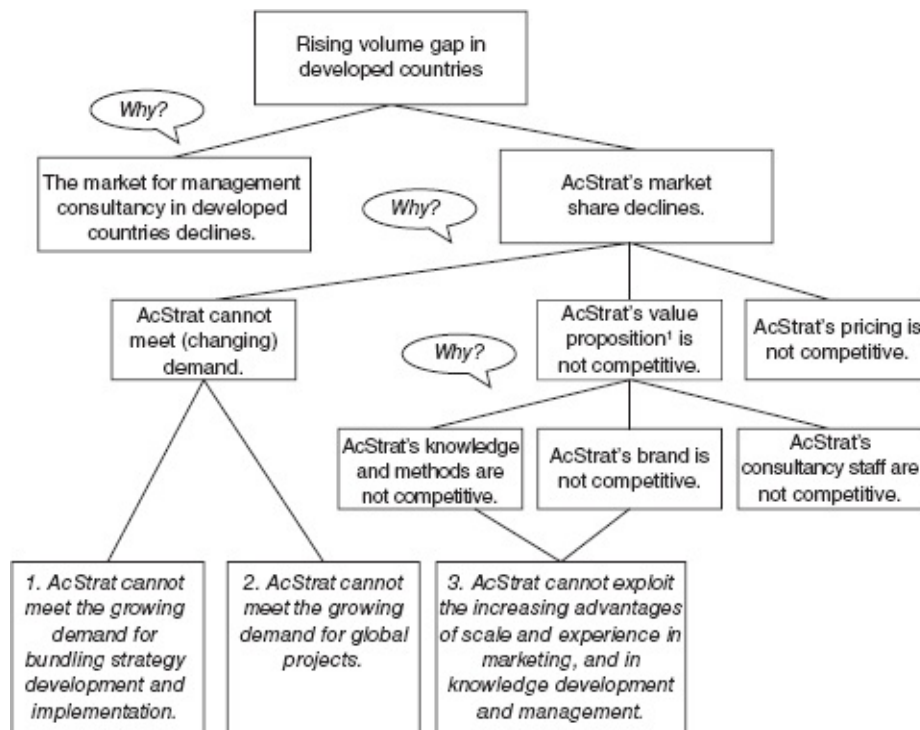 Rising volume gap in
developed countries
Why?
The market for management
consultancy in developed
countries declines.
Why?
AcStrat's market
share declines.
AcStrat cannot
meet (changing)
demand.
Why?
AcStrat's value
proposition¹ is
not competitive.
AcStrat's pricing is
not competitive.
AcStrat's knowledge
and methods are
not competitive.
AcStrat's brand is
not competitive.
AcStrat's
consultancy staff are
not competitive.
1. AcStrat cannot
meet the growing
demand for
bundling strategy
development and
implementation.
2. AcStrat cannot
meet the growing
demand for global
projects.
3. AcStrat cannot exploit
the increasing advantages
of scale and experience in
marketing, and in
knowledge development
and management.